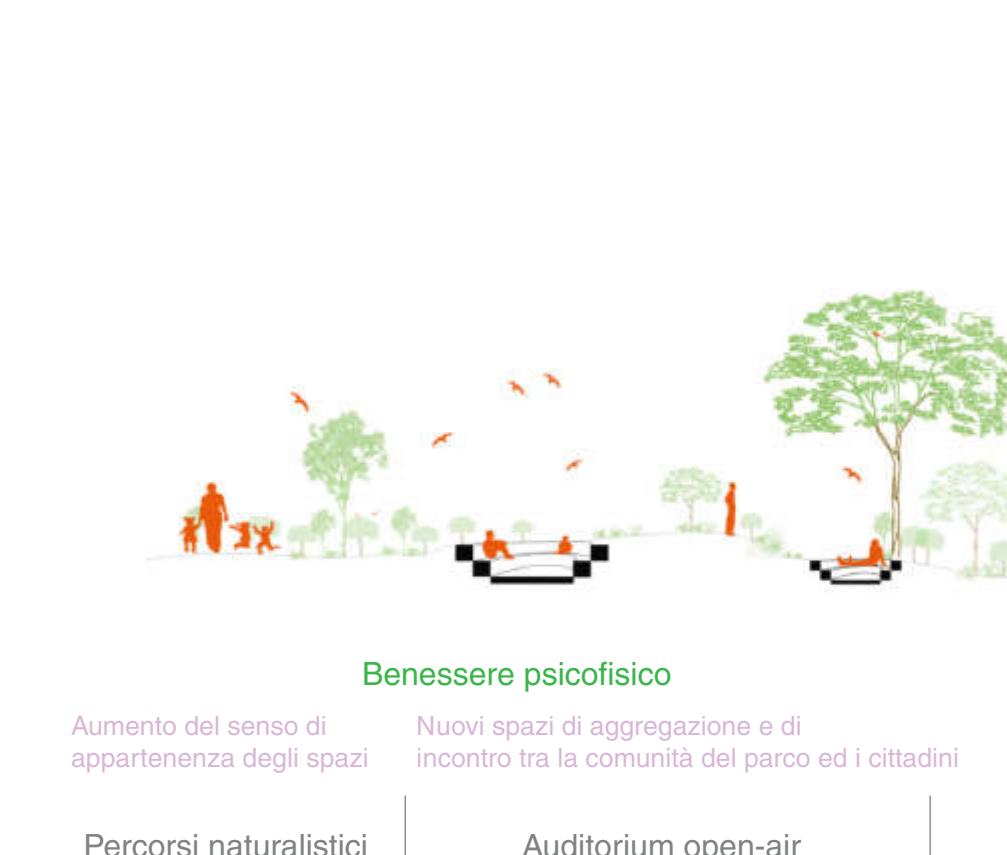 Benessere psicofisico
Aumento del senso di
appartenenza degli spazi
Nuovi spazi di aggregazione e di
incontro tra la comunità del parco ed i cittadini
Percorsi naturalistici
Auditorium open-air